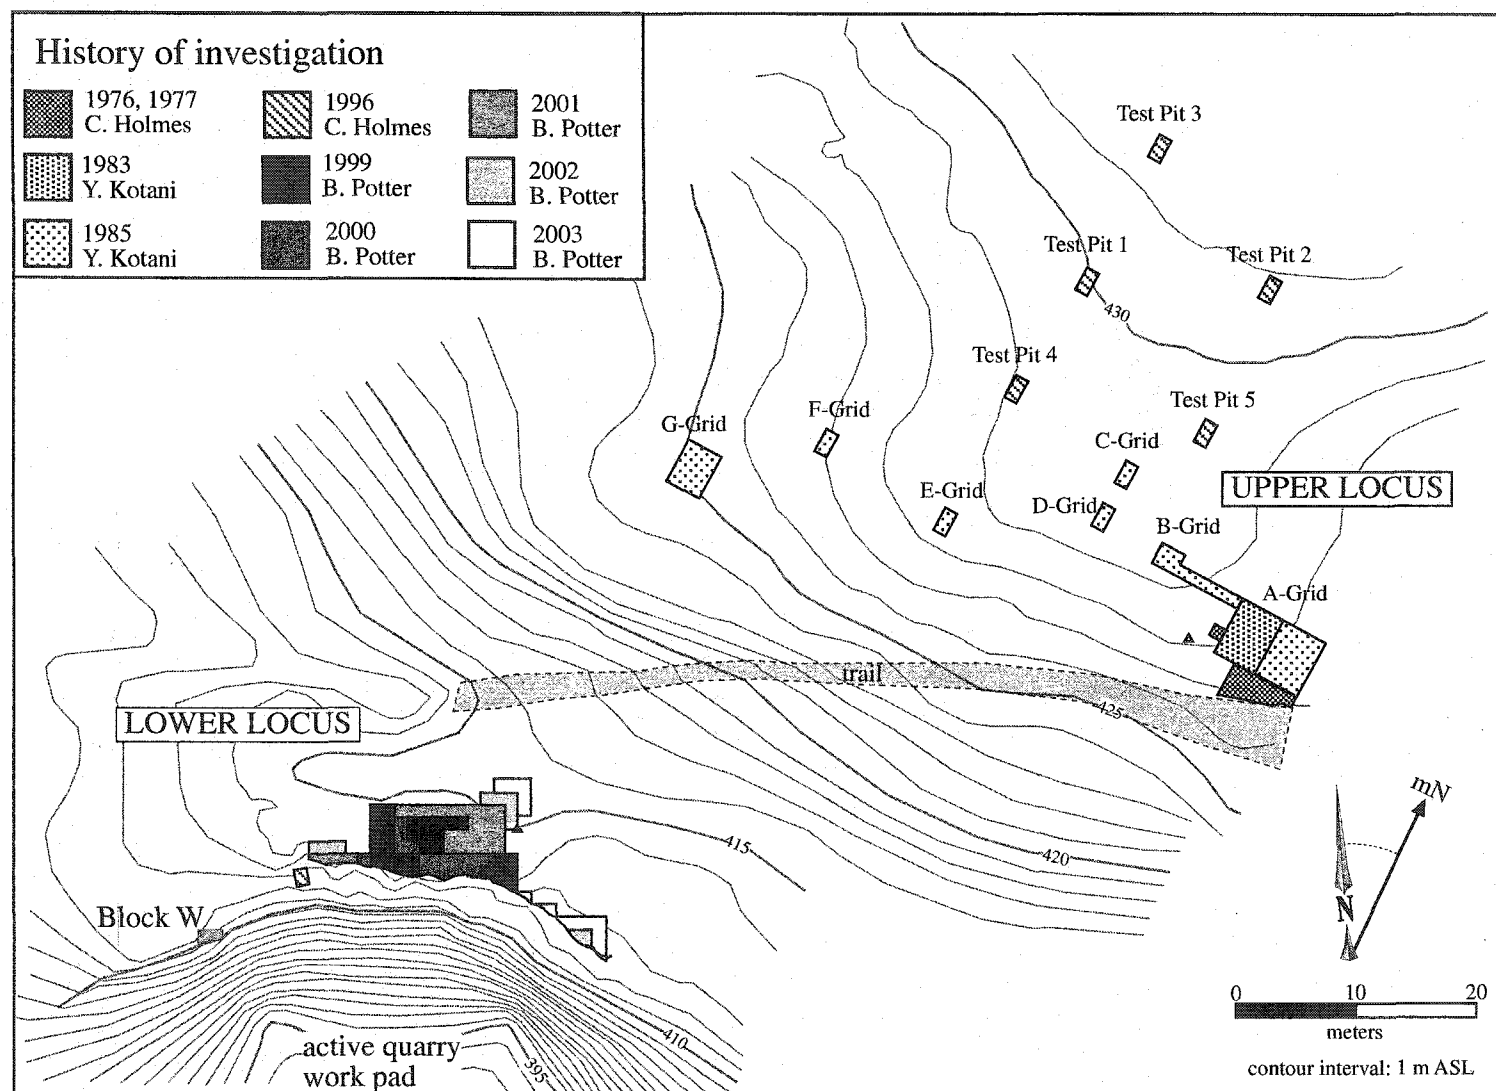 History of investigation
1976, 1977
C. Holmes
1983
Y. Kotani
1985
Y. Kotani
1996
C. Holmes
1999
B. Potter
2000
B. Potter
2001
B. Potter
2002
B. Potter
2003
B. Potter
Test Pit 3
Test Pit 1
Test Pit 2
430
Test Pit 4
Test Pit 5
F-Grid
G-Grid
C-Grid
E-Grid
D-Grid
UPPER LOCUS
B-Grid
A-Grid
trail
425
LOWER LOCUS
415
420
mN
N
Block W
0 10 20
meters
contour interval: 1 m ASL
410
395
active quarry
work pad